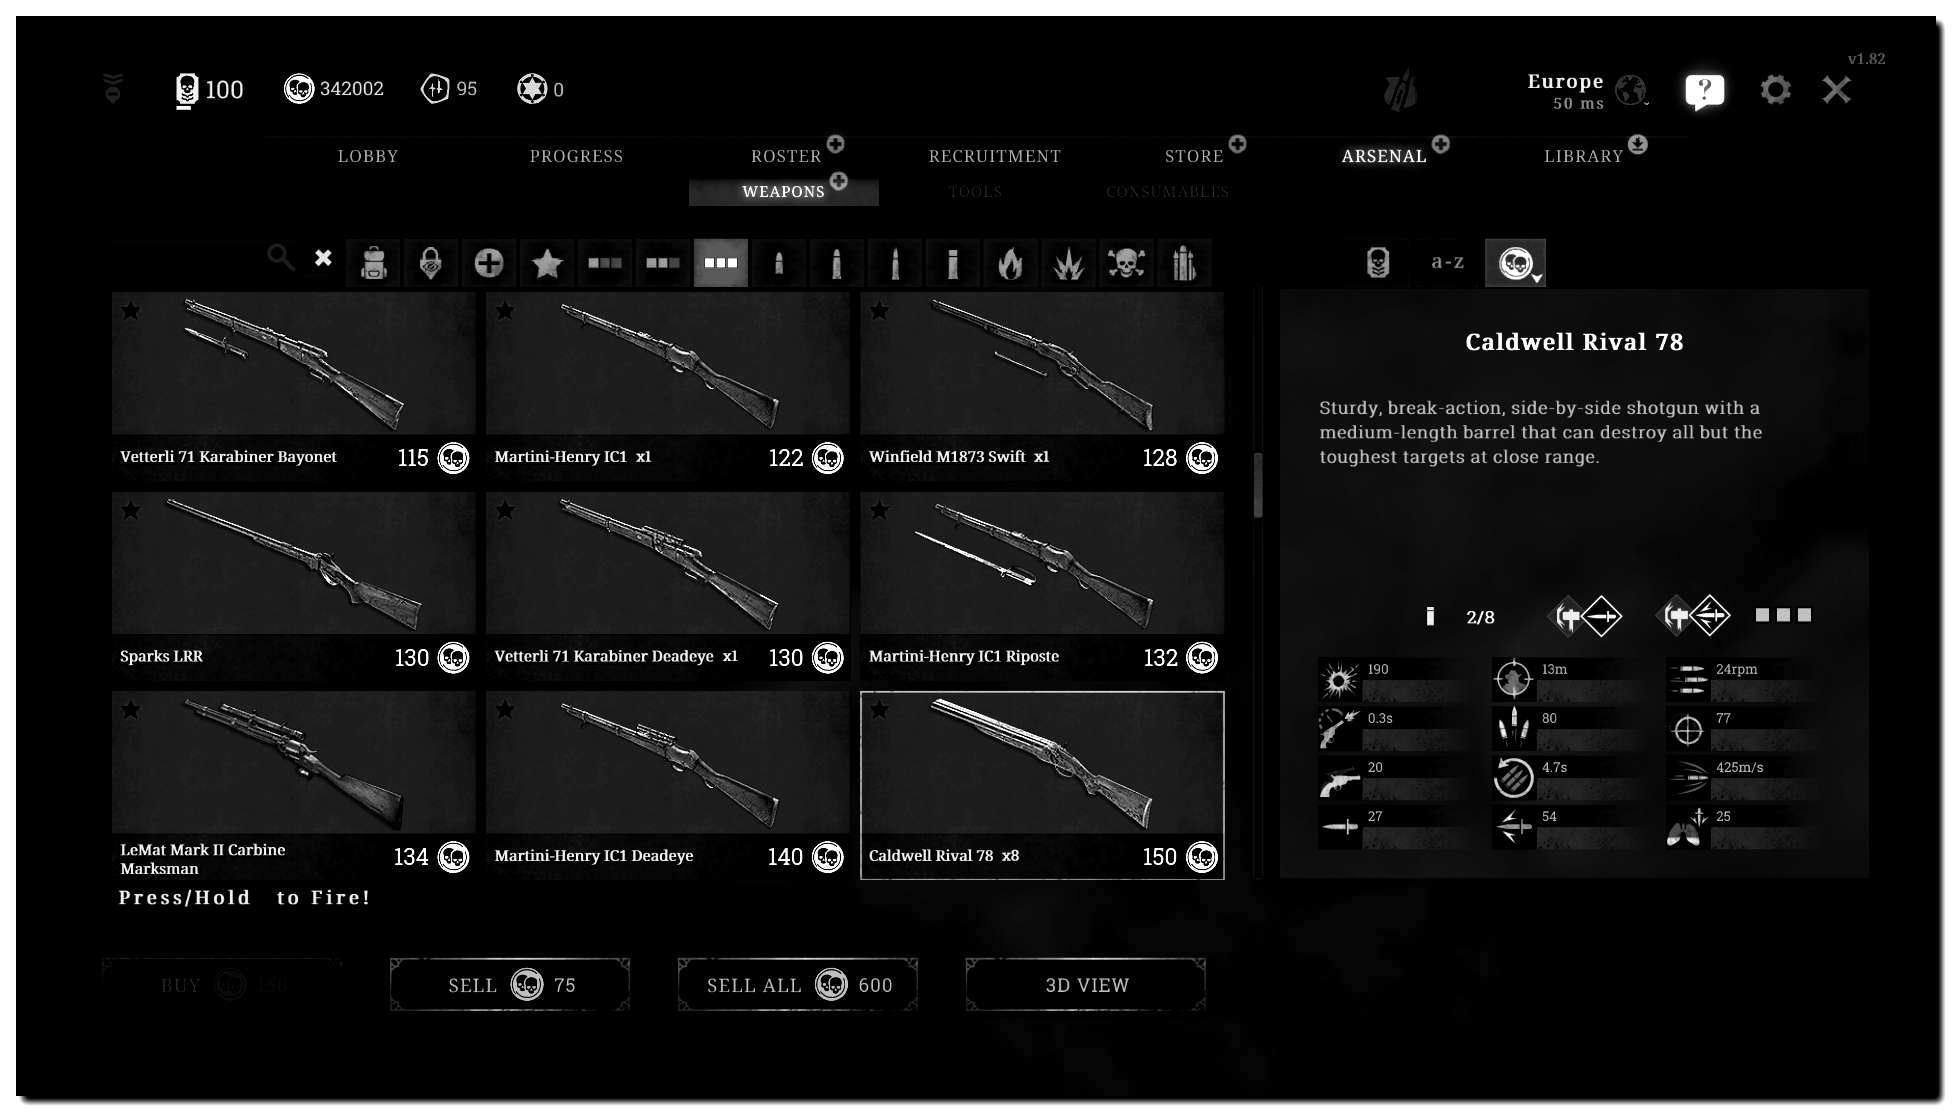 v1.82
100 342002 95 0
Europe
50 ms
?
LOBBY PROGRESS ROSTER RECRUITMENT STORE ARSENAL LIBRARY
WEAPONS TOOLS CONSUMABLES
a-z
Vetterli 71 Karabiner Bayonet 115
Martini-Henry IC1 x1 122
Winfield M1873 Swift x1 128
Sparks LRR 130
Vetterli 71 Karabiner Deadeye x1 130
Martini-Henry IC1 Riposte 132
LeMat Mark II Carbine
Marksman 134
Martini-Henry IC1 Deadeye 140
Caldwell Rival 78 x8 150
Press/Hold to Fire!
BUY 150
SELL 75
SELL ALL 600
3D VIEW
Caldwell Rival 78
Sturdy, break-action, side-by-side shotgun with a
medium-length barrel that can destroy all but the
toughest targets at close range.
2/8
190 13m 24rpm
0.3s 80 77
20 4.7s 425m/s
27 54 25